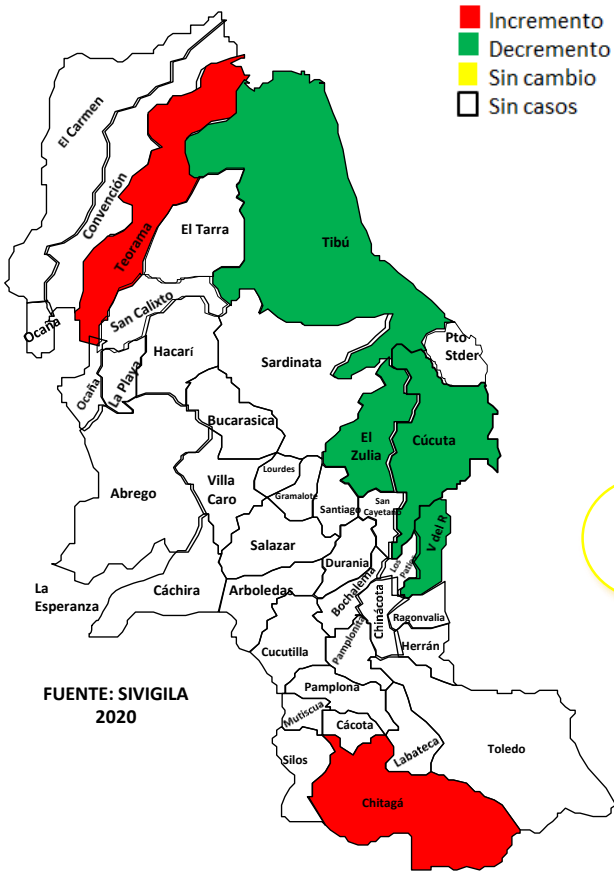 Incremento
Decremento
Sin cambio
Sin casos
El Carmen
Convención
Teorama
El Tarra
Tibú
San Calixto
Ocaña
Pto
Stder
Hacarí
Sardinata
La Playa
Ocaña
Bucarasica
El
Zulia
Cúcuta
Lourdes
Villa
Caro
Gramalote
Abrego
Santiago
San
Cayetano
V del R
Salazar
Durania
Los
Patios
La
Esperanza
Cáchira
Arboledas
Bochalema
Chinácota
Ragonvalia
Pamplonita
Herrán
Cucutilla
FUENTE: SIVIGILA
2020
Pamplona
Mutiscua
Cácota
Labateca
Toledo
Silos
Chitagá